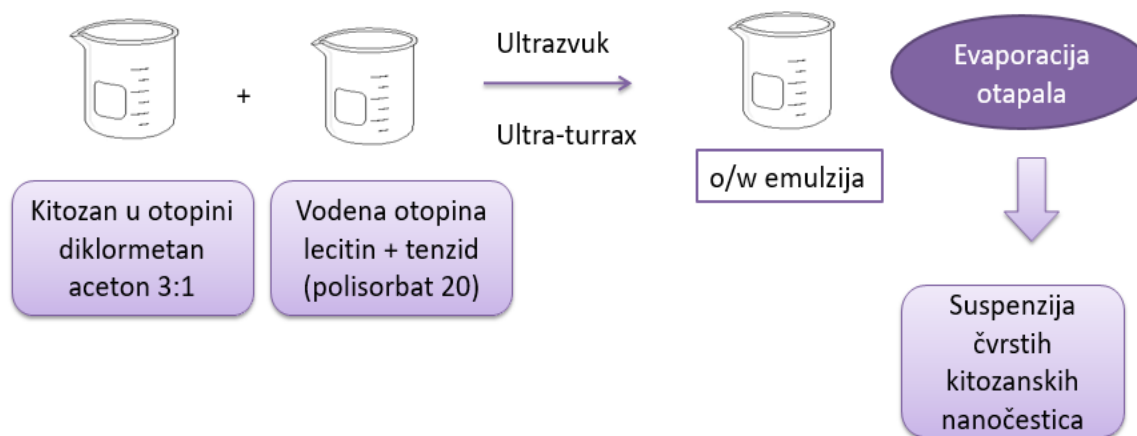 Ultrazvuk
+
Ultra-turrax
Kitozan u otopini
diklormetan
aceton 3:1
Vodena otopina
lecitin + tenzid
(polisorbat 20)
o/w emulzija
Evaporacija
otapala
Suspenzija
čvrstih
kitozanskih
nanočestica